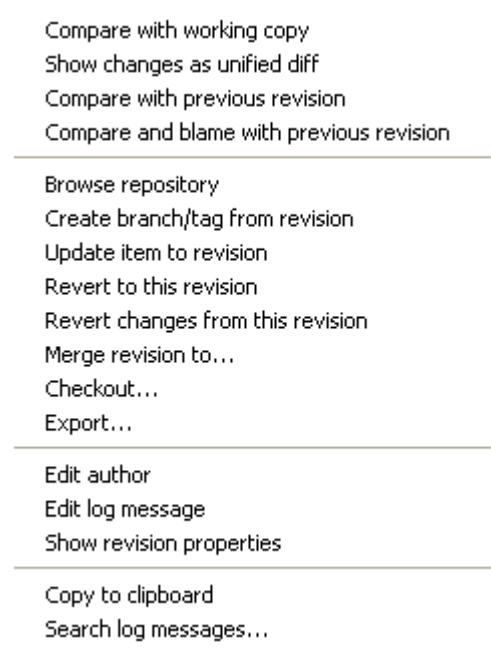 Compare with working copy
Show changes as unified diff
Compare with previous revision
Compare and blame with previous revision
Browse repository
Create branch/tag from revision
Update item to revision
Revert to this revision
Revert changes from this revision
Merge revision to...
Checkout...
Export...
Edit author
Edit log message
Show revision properties
Copy to clipboard
Search log messages...